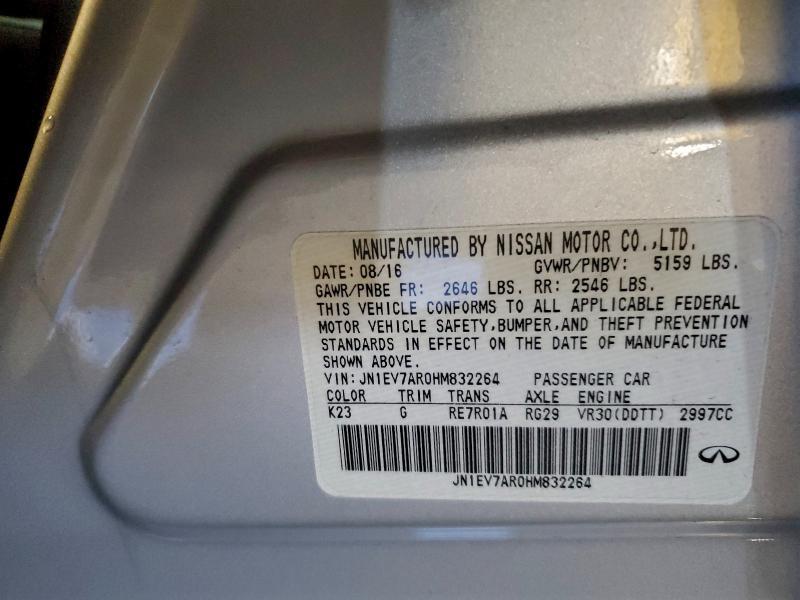 MANUFACTURED BY NISSAN MOTOR CO.,LTD.
DATE: 08/16 GVWR/PNBV: 5159 LBS.
GAWR/PNBE FR: 2646 LBS. RR: 2546 LBS.
THIS VEHICLE CONFORMS TO ALL APPLICABLE FEDERAL
MOTOR VEHICLE SAFETY,BUMPER,AND THEFT PREVENTION
STANDARDS IN EFFECT ON THE DATE OF MANUFACTURE
SHOWN ABOVE.
VIN: JN1EV7AR0HM832264 PASSENGER CAR
COLOR TRIM TRANS AXLE ENGINE
K23 G RE7R01A RG29 VR30(DDTT) 2997CC
JN1EV7AR0HM832264